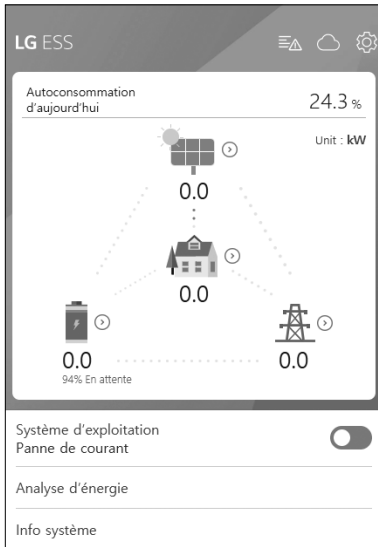 LG ESS
Autoconsommation
d'aujourd'hui
24.3 %
Unit : kW
0.0
0.0
0.0
94% En attente
0.0
Système d'exploitation
Panne de courant
Analyse d'énergie
Info système